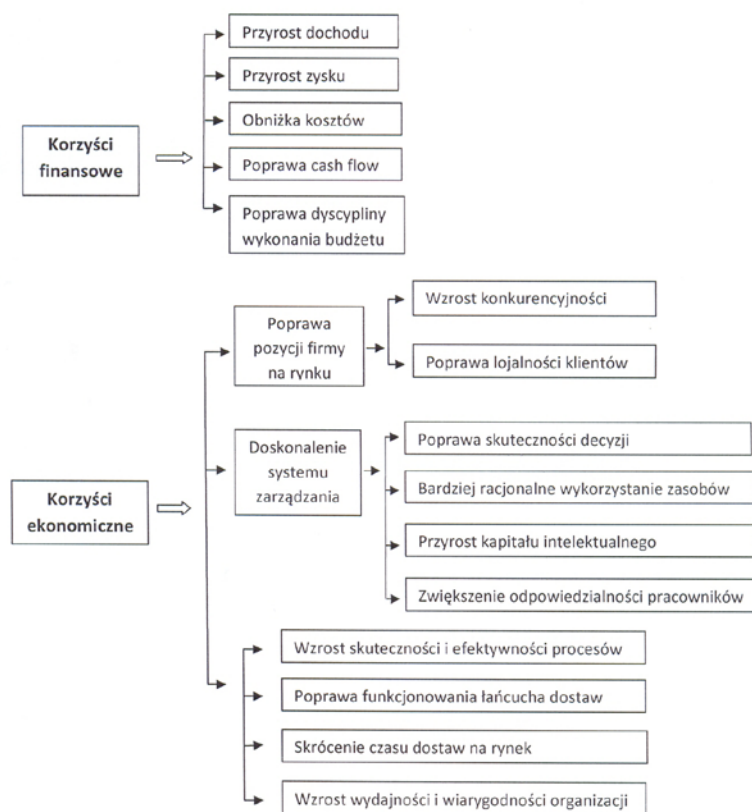 Przyrost dochodu
Przyrost zysku
Obniżka kosztów
Korzyści
finansowe
Poprawa cash flow
Poprawa dyscypliny
wykonania budżetu
Poprawa
pozycji firmy
na rynku
Wzrost konkurencyjności
Poprawa lojalności klientów
Korzyści
ekonomiczne
Doskonalenie
systemu
zarządzania
Poprawa skuteczności decyzji
Bardziej racjonalne wykorzystanie zasobów
Przyrost kapitału intelektualnego
Zwiększenie odpowiedzialności pracowników
Wzrost skuteczności i efektywności procesów
Poprawa funkcjonowania łańcucha dostaw
Skrócenie czasu dostaw na rynek
Wzrost wydajności i wiarygodności organizacji